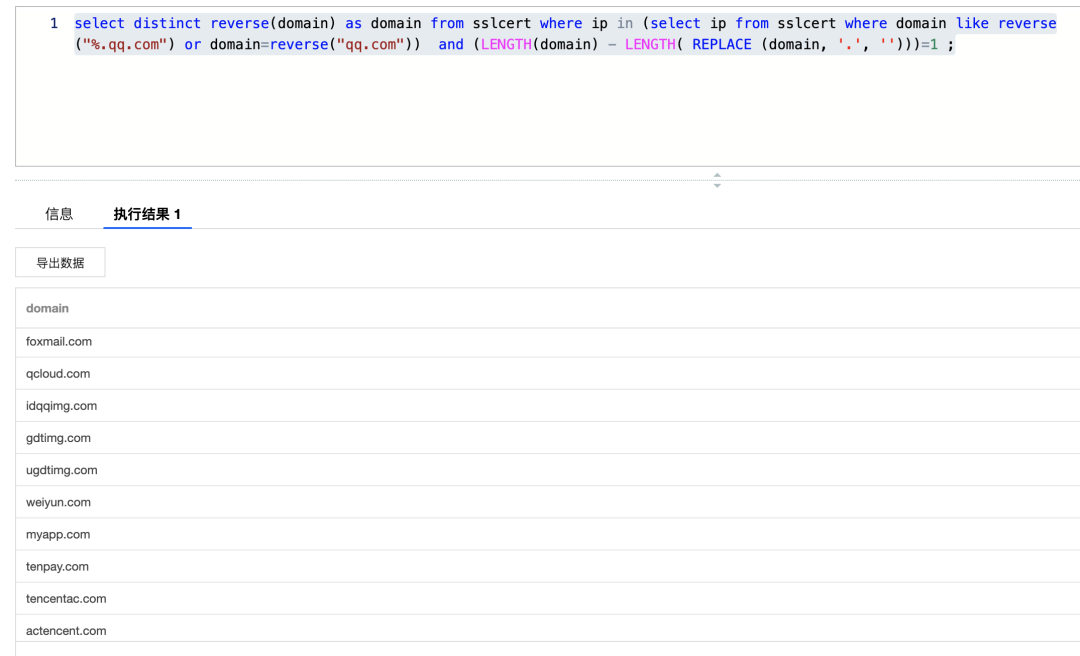 1 select distinct reverse(domain) as domain from sslcert where ip in (select ip from sslcert where domain like reverse
("%.qq.com") or domain=reverse("qq.com"))  and (LENGTH(domain) - LENGTH( REPLACE (domain, '.', '')))=1 ;
信息 执行结果 1
导出数据
domain
foxmail.com
qcloud.com
idqqimg.com
gdtimg.com
ugdtimg.com
weiyun.com
myapp.com
tenpay.com
tencentac.com
actencent.com